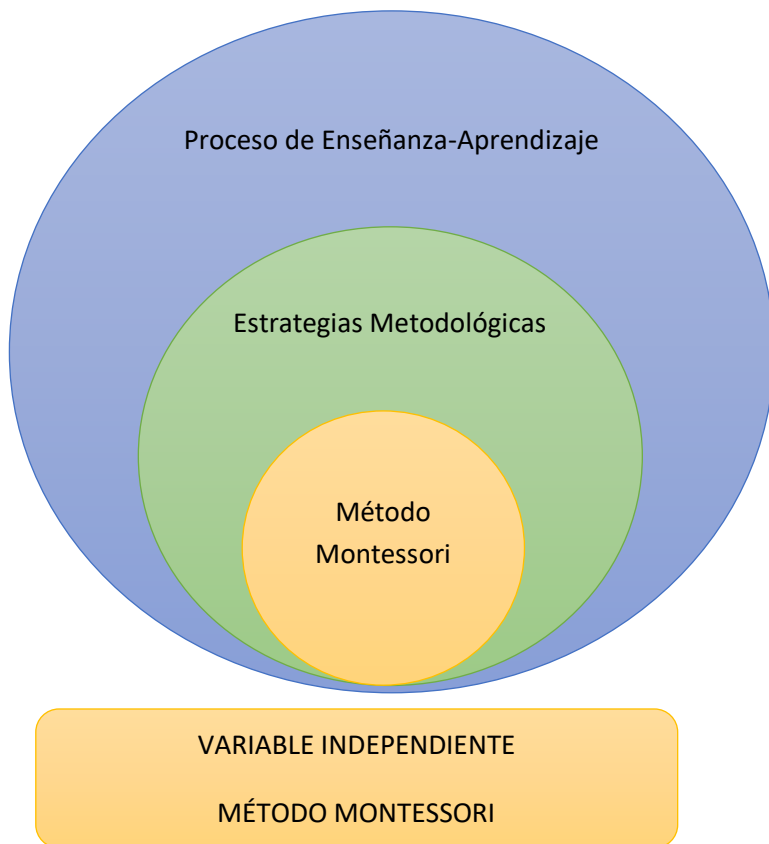 Proceso de Enseñanza-Aprendizaje
Estrategias Metodológicas
Método
Montessori
VARIABLE INDEPENDIENTE
MÉTODO MONTESSORI